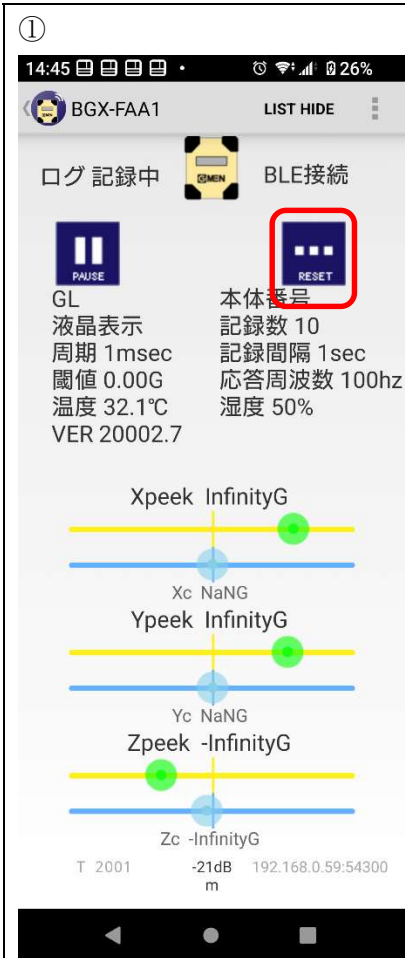 ①
14:45 26%
BGX-FAA1 LIST HIDE
ログ 記録中 GMEN BLE接続
PAUSE RESET
GL 本体番号
液晶表示 記録数 10
周期 1msec 記録間隔 1sec
閾値 0.00G 応答周波数 100hz
温度 32.1℃ 湿度 50%
VER 20002.7
Xpeek InfinityG
Xc NaNG
Ypeek InfinityG
Yc NaNG
Zpeek -InfinityG
Zc -InfinityG
T 2001 -21dB 192.168.0.59:54300
m